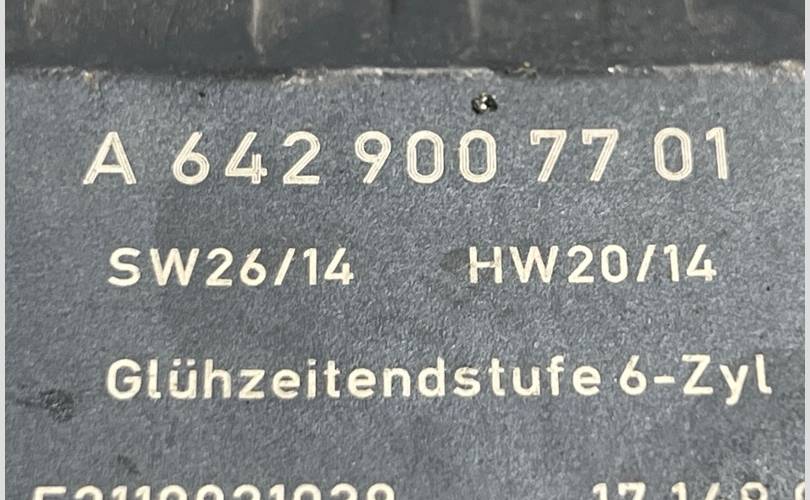 A 642 900 77 01
SW26/14 HW20/14
Glühzeitendstufe 6-Zyl